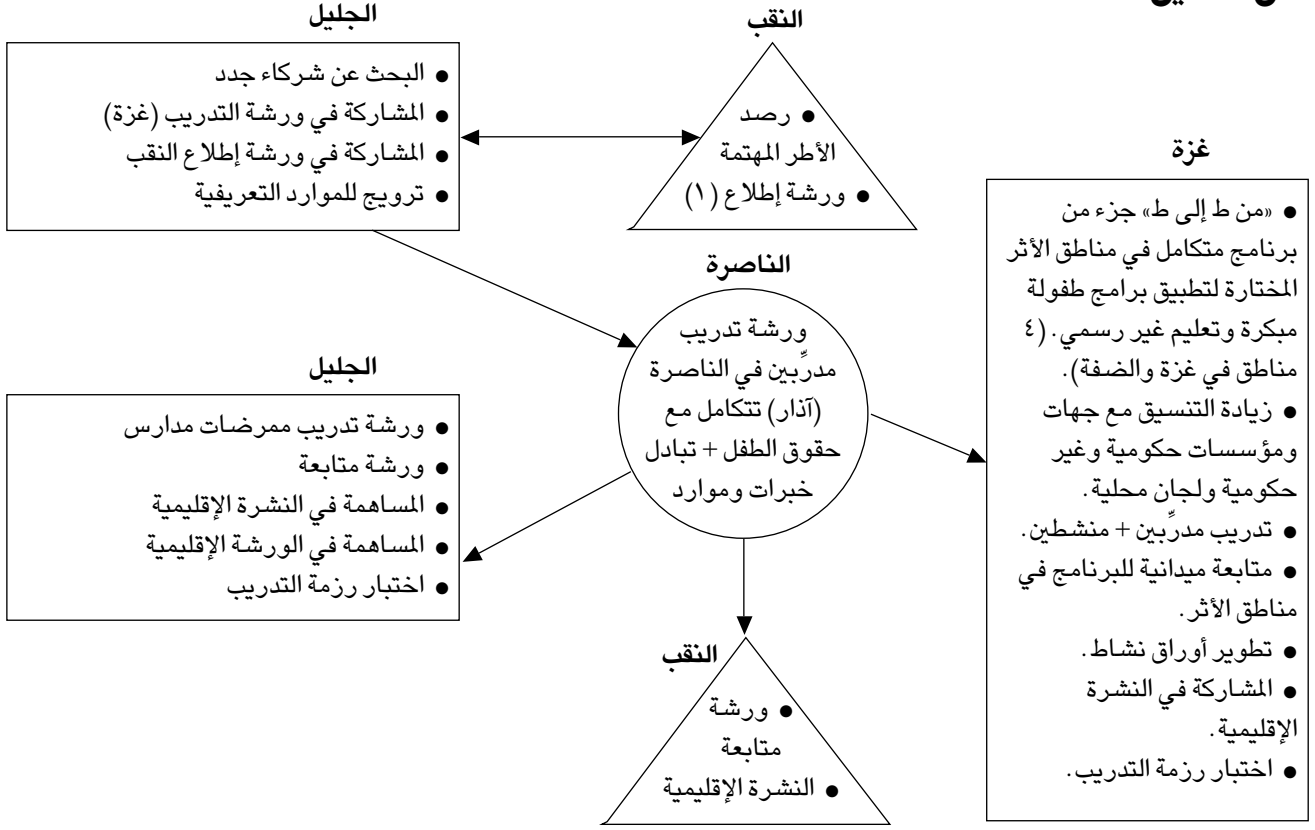 الجليل
● البحث عن شركاء جدد
● المشاركة في ورشة التدريب (غزة)
● المشاركة في ورشة إطلاع النقب
● ترويج للموارد التعريفية
النقب
● رصد
الأطر المهتمة
● ورشة إطلاع (١)
غزة
● «من ط إلى ط» جزء من
برنامج متكامل في مناطق الأثر
المختارة لتطبيق برامج طفولة
مبكرة وتعليم غير رسمي. (٤
مناطق في غزة والضفة).
● زيادة التنسيق مع جهات
ومؤسسات حكومية وغير
حكومية ولجان محلية.
● تدريب مدرِّبين + منشطين.
● متابعة ميدانية للبرنامج في
مناطق الأثر.
● تطوير أوراق نشاط.
● المشاركة في النشرة
الإقليمية.
● اختبار رزمة التدريب.
الناصرة
ورشة تدريب
مدرِّبين في الناصرة
(آذار) تتكامل مع
حقوق الطفل + تبادل
خبرات وموارد
الجليل
● ورشة تدريب ممرضات مدارس
● ورشة متابعة
● المساهمة في النشرة الإقليمية
● المساهمة في الورشة الإقليمية
● اختبار رزمة التدريب
النقب
● ورشة
متابعة
● النشرة الإقليمية